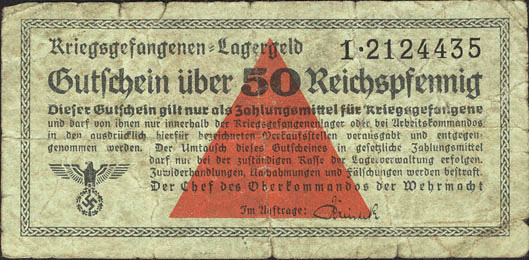 Kriegsgefangenen-Lagergeld
1·2124435
Gutschein über 50 Reichspfennig
Dieser Gutschein gilt nur als Zahlungsmittel für Kriegsgefangene
und darf von ihnen nur innerhalb der Kriegsgefangenenlager oder bei Arbeitskommandos
in den ausdrücklich hierfür bezeichneten Verkaufsstellen verausgabt und entgegen-
genommen werden. Der Umtausch dieses Gutscheines in gesetzliche Zahlungsmittel
darf nur bei der zuständigen Kasse der Lagerverwaltung erfolgen.
Zuwiderhandlungen, Nachahmungen und Fälschungen werden bestraft.
Der Chef des Oberkommandos der Wehrmacht
Im Auftrage: